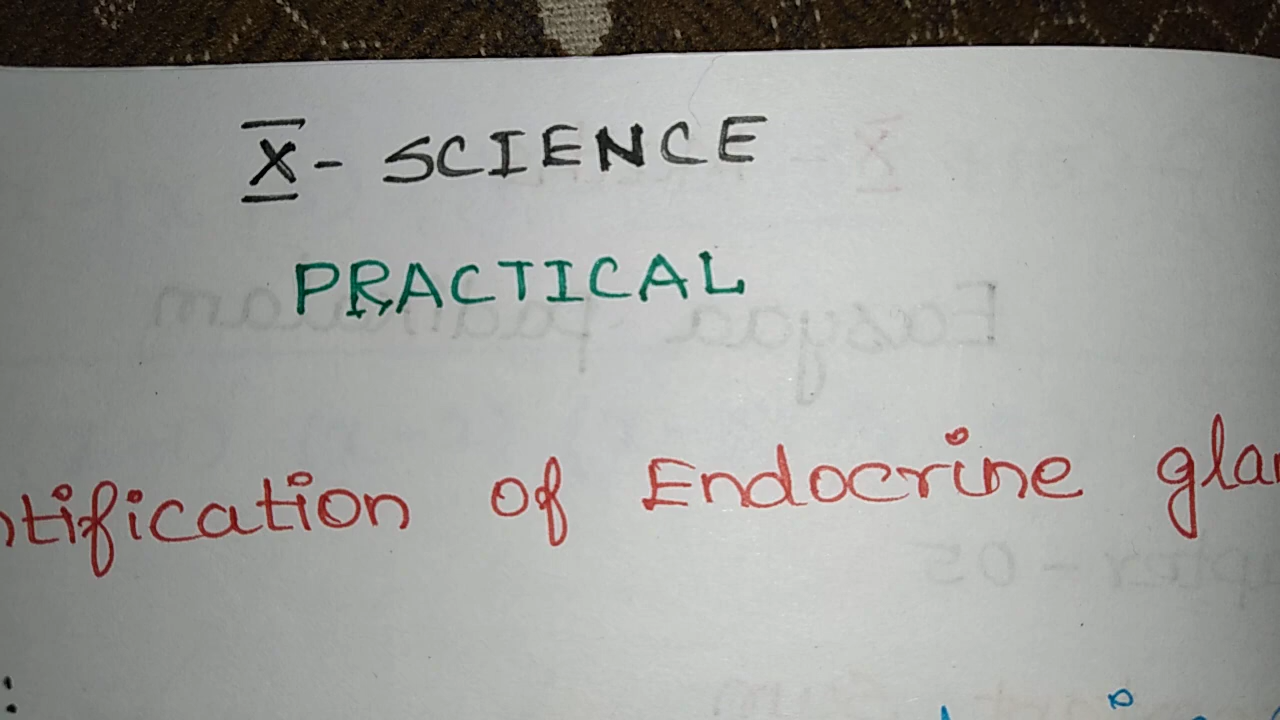 X - SCIENCE
PRACTICAL
ntification of Endocrine gla
: